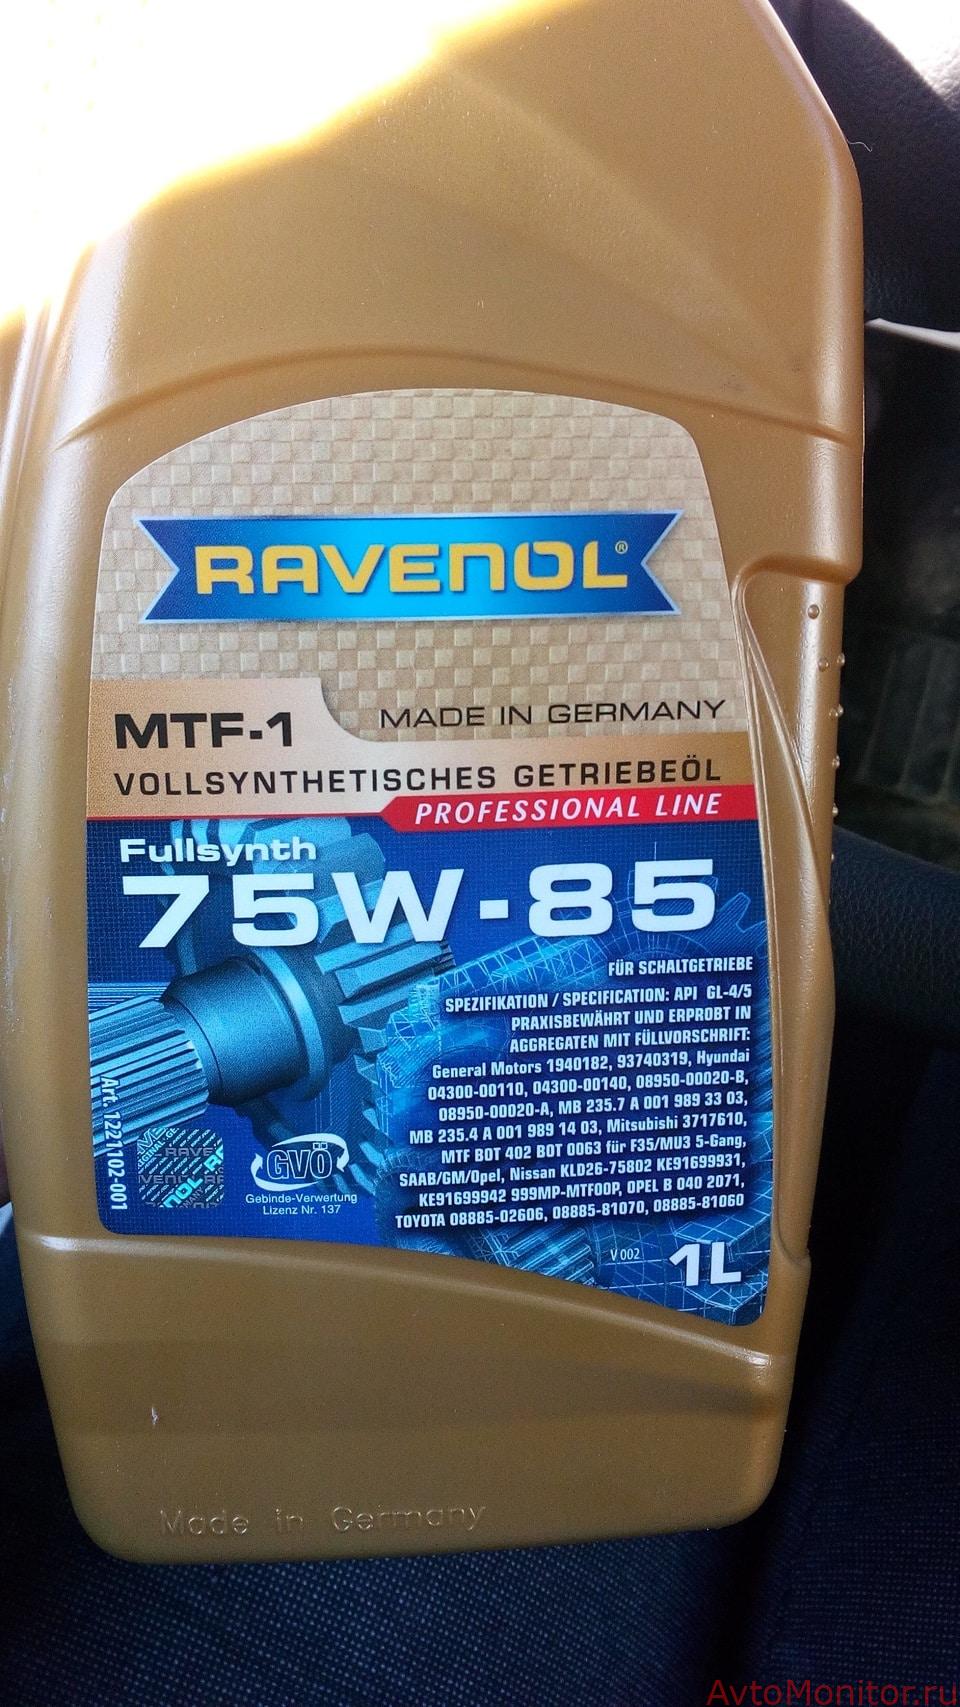 RAVENOL®
MTF-1
MADE IN GERMANY
VOLLSYNTHETISCHES GETRIEBEÖL
PROFESSIONAL LINE
Fullsynth
75W-85
FÜR SCHALTGETRIEBE
SPEZIFIKATION / SPECIFICATION: API GL-4/5
PRAXISBEWÄHRT UND ERPROBT IN
AGGREGATEN MIT FÜLLVORSCHRIFT:
General Motors 1940182, 93740319, Hyundai
04300-00110, 04300-00140, 08950-00020-B,
08950-00020-A, MB 235.7 A 001 989 33 03,
MB 235.4 A 001 989 14 03, Mitsubishi 3717610,
MTF BOT 402 BOT 0063 für F35/MU3 5-Gang,
SAAB/GM/Opel, Nissan KLD26-75802 KE91699931,
KE91699942 999MP-MTF00P, OPEL B 040 2071,
TOYOTA 08885-02606, 08885-81070, 08885-81060
Art. 1221102-001
GVÖ
Gebinde-Verwertung
Lizenz Nr. 137
V 002
1L
Made in Germany
AvtoMonitor.ru